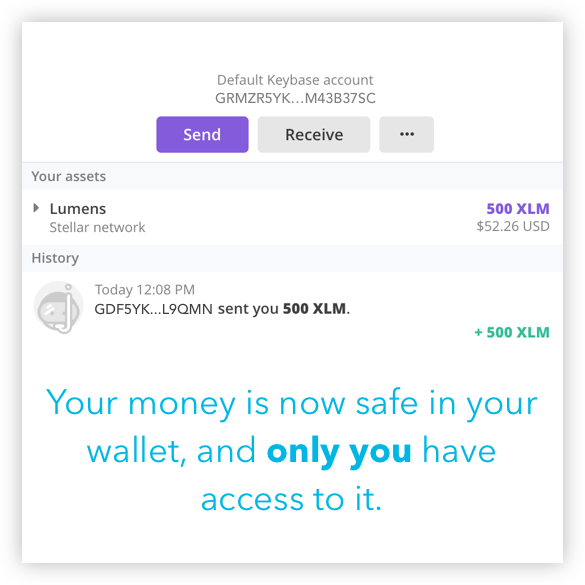 Default Keybase account
GRMZR5YK...M43B37SC
Send
Receive
...
Your assets
Lumens
500 XLM
Stellar network
$52.26 USD
History
Today 12:08 PM
GDF5YK...L9QMN sent you 500 XLM.
+ 500 XLM
Your money is now safe in your
wallet, and only you have
access to it.